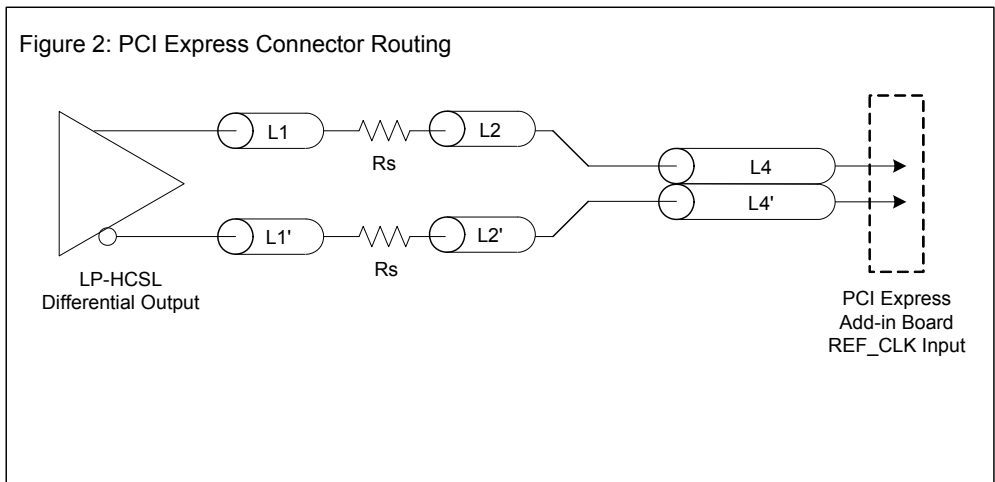 Figure 2: PCI Express Connector Routing
L1
Rs
L2
L4
L4'
L1'
Rs
L2'
LP-HCSL
Differential Output
PCI Express
Add-in Board
REF_CLK Input